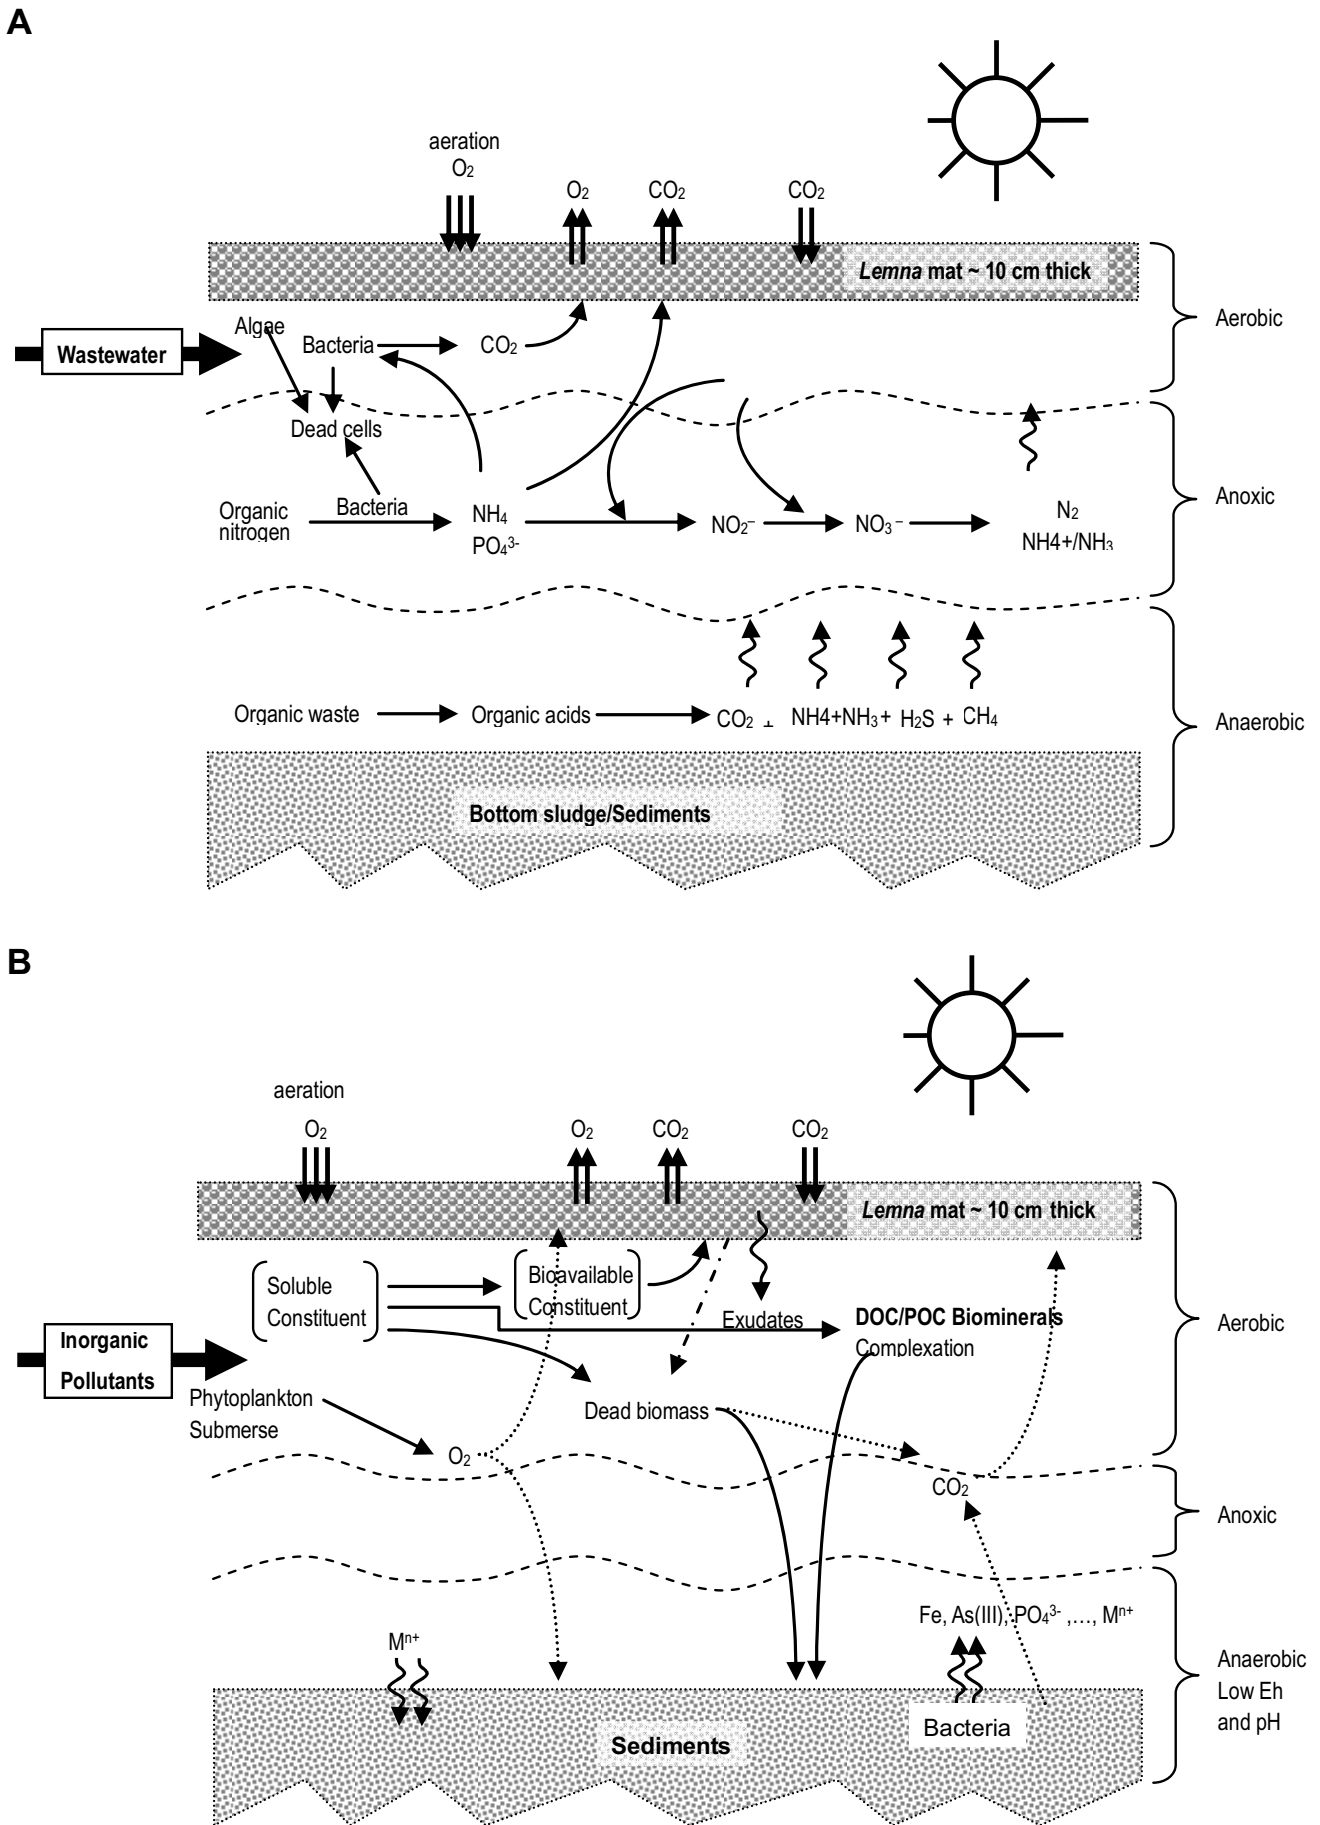 A
aeration
O₂
O₂
CO₂
CO₂
Lemna mat ~ 10 cm thick
Aerobic
Wastewater
Algae
Bacteria
CO₂
Dead cells
Organic
nitrogen
Bacteria
NH₄
PO₄³⁻
NO₂⁻
NO₃⁻
N₂
NH4+/NH₃
Anoxic
Organic waste
Organic acids
CO₂ + NH4+NH₃ + H₂S + CH₄
Anaerobic
Bottom sludge/Sediments
B
aeration
O₂
O₂
CO₂
CO₂
Lemna mat ~ 10 cm thick
Soluble
Constituent
Bioavailable
Constituent
Exudates
DOC/POC Biominerals
Complexation
Aerobic
Inorganic
Pollutants
Phytoplankton
Submerse
O₂
Dead biomass
CO₂
Anoxic
Mⁿ⁺
Fe, As(III), PO₄³⁻ ,…, Mⁿ⁺
Anaerobic
Low Eh
and pH
Bacteria
Sediments